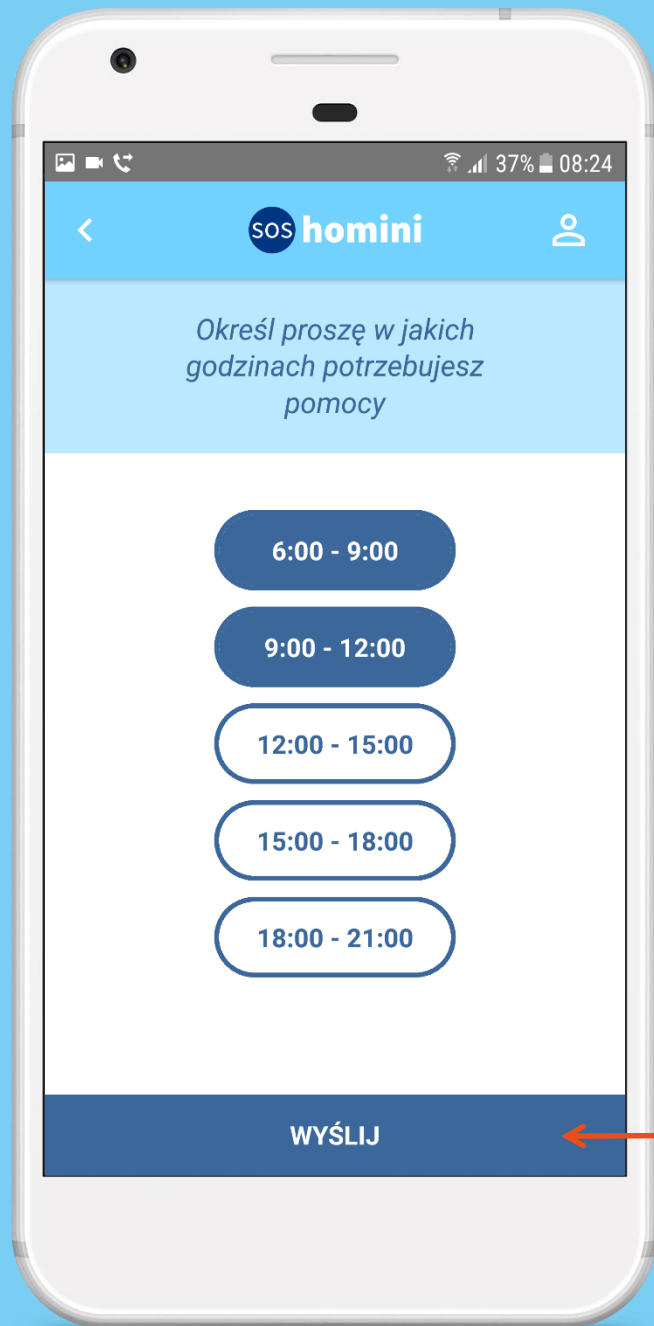 37% 08:24
sos homini
Określ proszę w jakich
godzinach potrzebujesz
pomocy
6:00 - 9:00
9:00 - 12:00
12:00 - 15:00
15:00 - 18:00
18:00 - 21:00
WYŚLIJ